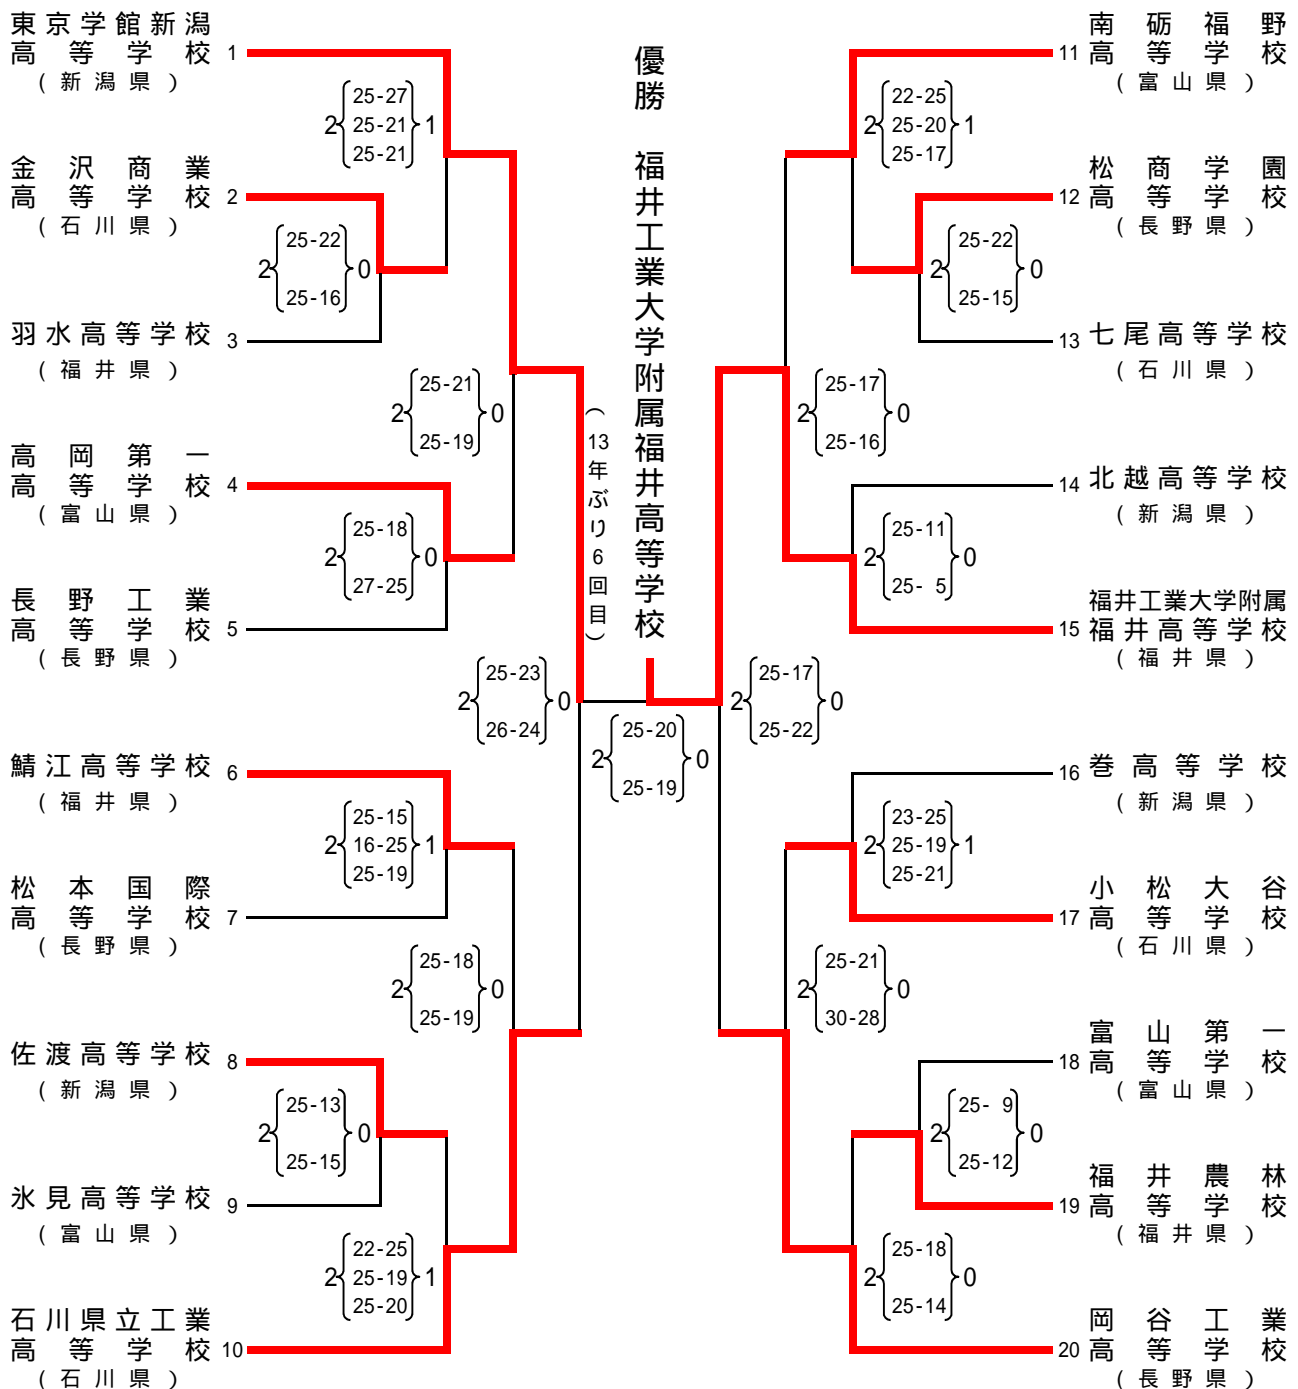 東京学館新潟
高等学校 1
(新潟県)
25-27
2 25-21 1
25-21
金沢商業
高等学校 2
(石川県)
25-22
2 0
25-16
羽水高等学校 3
(福井県)
25-21
2 0
25-19
高岡第一
高等学校 4
(富山県)
25-18
2 0
27-25
長野工業
高等学校 5
(長野県)
25-23
2 0
26-24
鯖江高等学校 6
(福井県)
25-15
2 16-25 1
25-19
松本国際
高等学校 7
(長野県)
25-18
2 0
25-19
佐渡高等学校 8
(新潟県)
25-13
2 0
25-15
氷見高等学校 9
(富山県)
22-25
2 25-19 1
25-20
石川県立工業
高等学校 10
(石川県)
優勝 福井工業大学附属福井高等学校
(13年ぶり6回目)
25-20
2 0
25-19
南砺福野
11 高等学校
(富山県)
22-25
2 25-20 1
25-17
松商学園
12 高等学校
(長野県)
25-22
2 0
25-15
13 七尾高等学校
(石川県)
25-17
2 0
25-16
14 北越高等学校
(新潟県)
25-11
2 0
25- 5
福井工業大学附属
15 福井高等学校
(福井県)
25-17
2 0
25-22
16 巻高等学校
(新潟県)
23-25
2 25-19 1
25-21
小松大谷
17 高等学校
(石川県)
25-21
2 0
30-28
富山第一
18 高等学校
(富山県)
25- 9
2 0
25-12
福井農林
19 高等学校
(福井県)
25-18
2 0
25-14
岡谷工業
20 高等学校
(長野県)